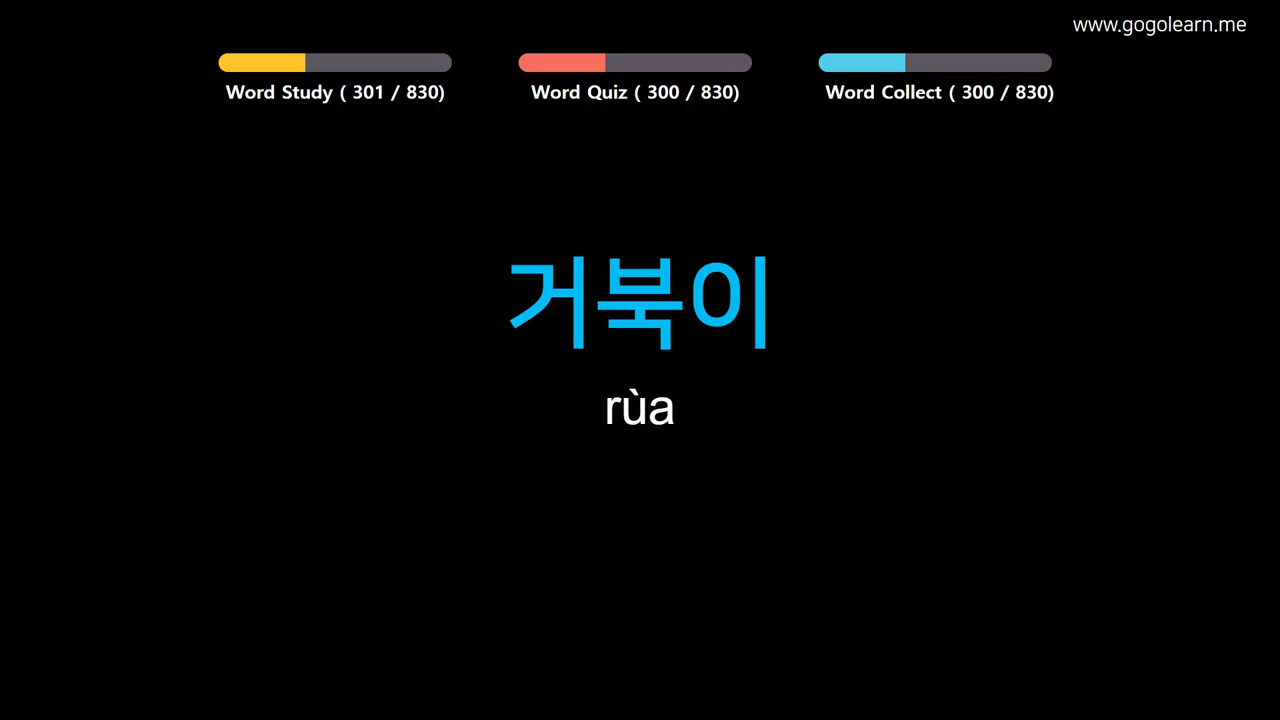 www.gogolearn.me
Word Study ( 301 / 830)
Word Quiz ( 300 / 830)
Word Collect ( 300 / 830)
거북이
rùa